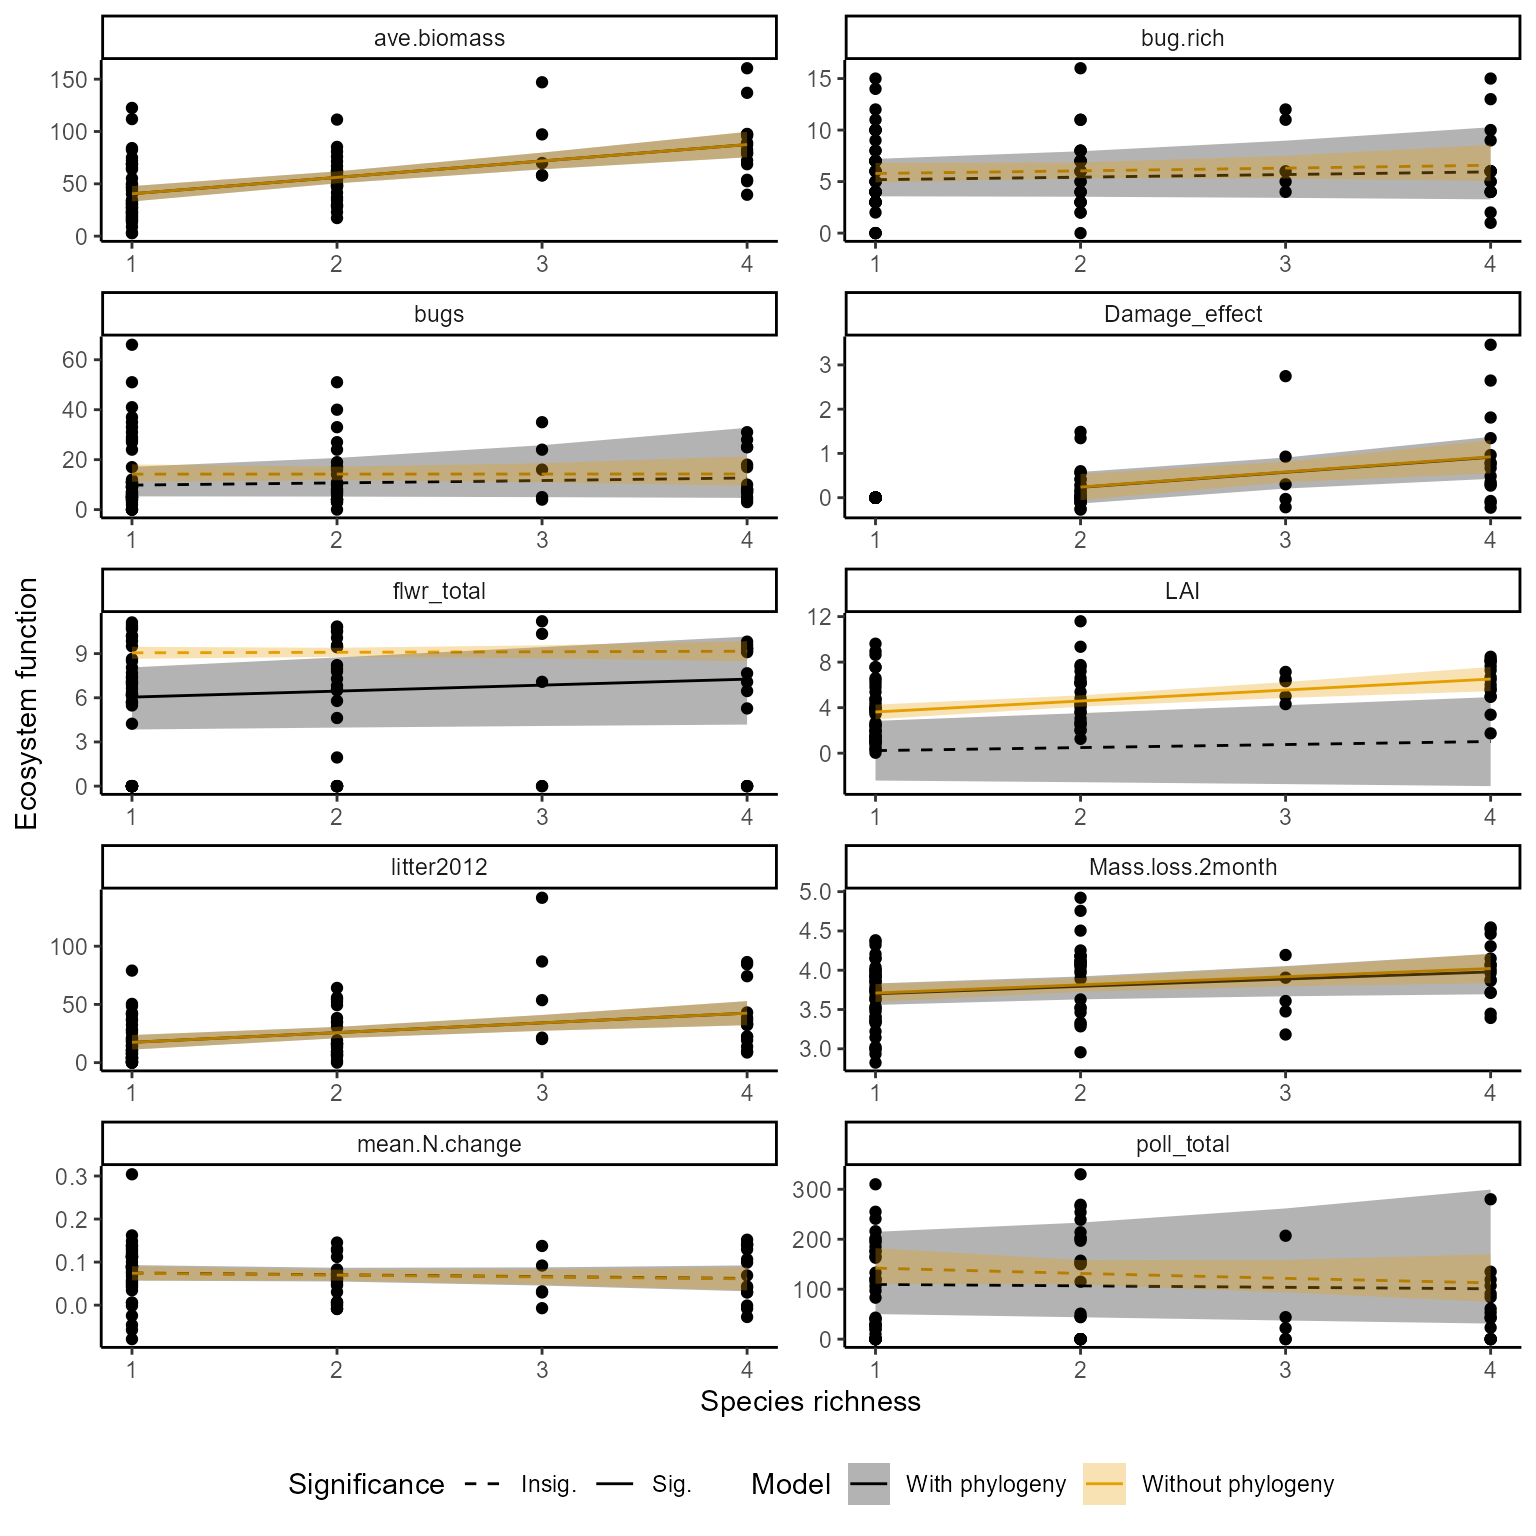 ave.biomass
bug.rich
150
100
50
0
15
10
5
0
1 2 3 4
1 2 3 4
bugs
Damage_effect
60
40
20
0
3
2
1
0
1 2 3 4
1 2 3 4
flwr_total
LAI
9
6
3
0
12
8
4
0
1 2 3 4
1 2 3 4
litter2012
Mass.loss.2month
100
50
0
5.0
4.5
4.0
3.5
3.0
1 2 3 4
1 2 3 4
mean.N.change
poll_total
0.3
0.2
0.1
0.0
300
200
100
0
1 2 3 4
1 2 3 4
Ecosystem function
Species richness
Significance Insig. Sig. Model With phylogeny Without phylogeny